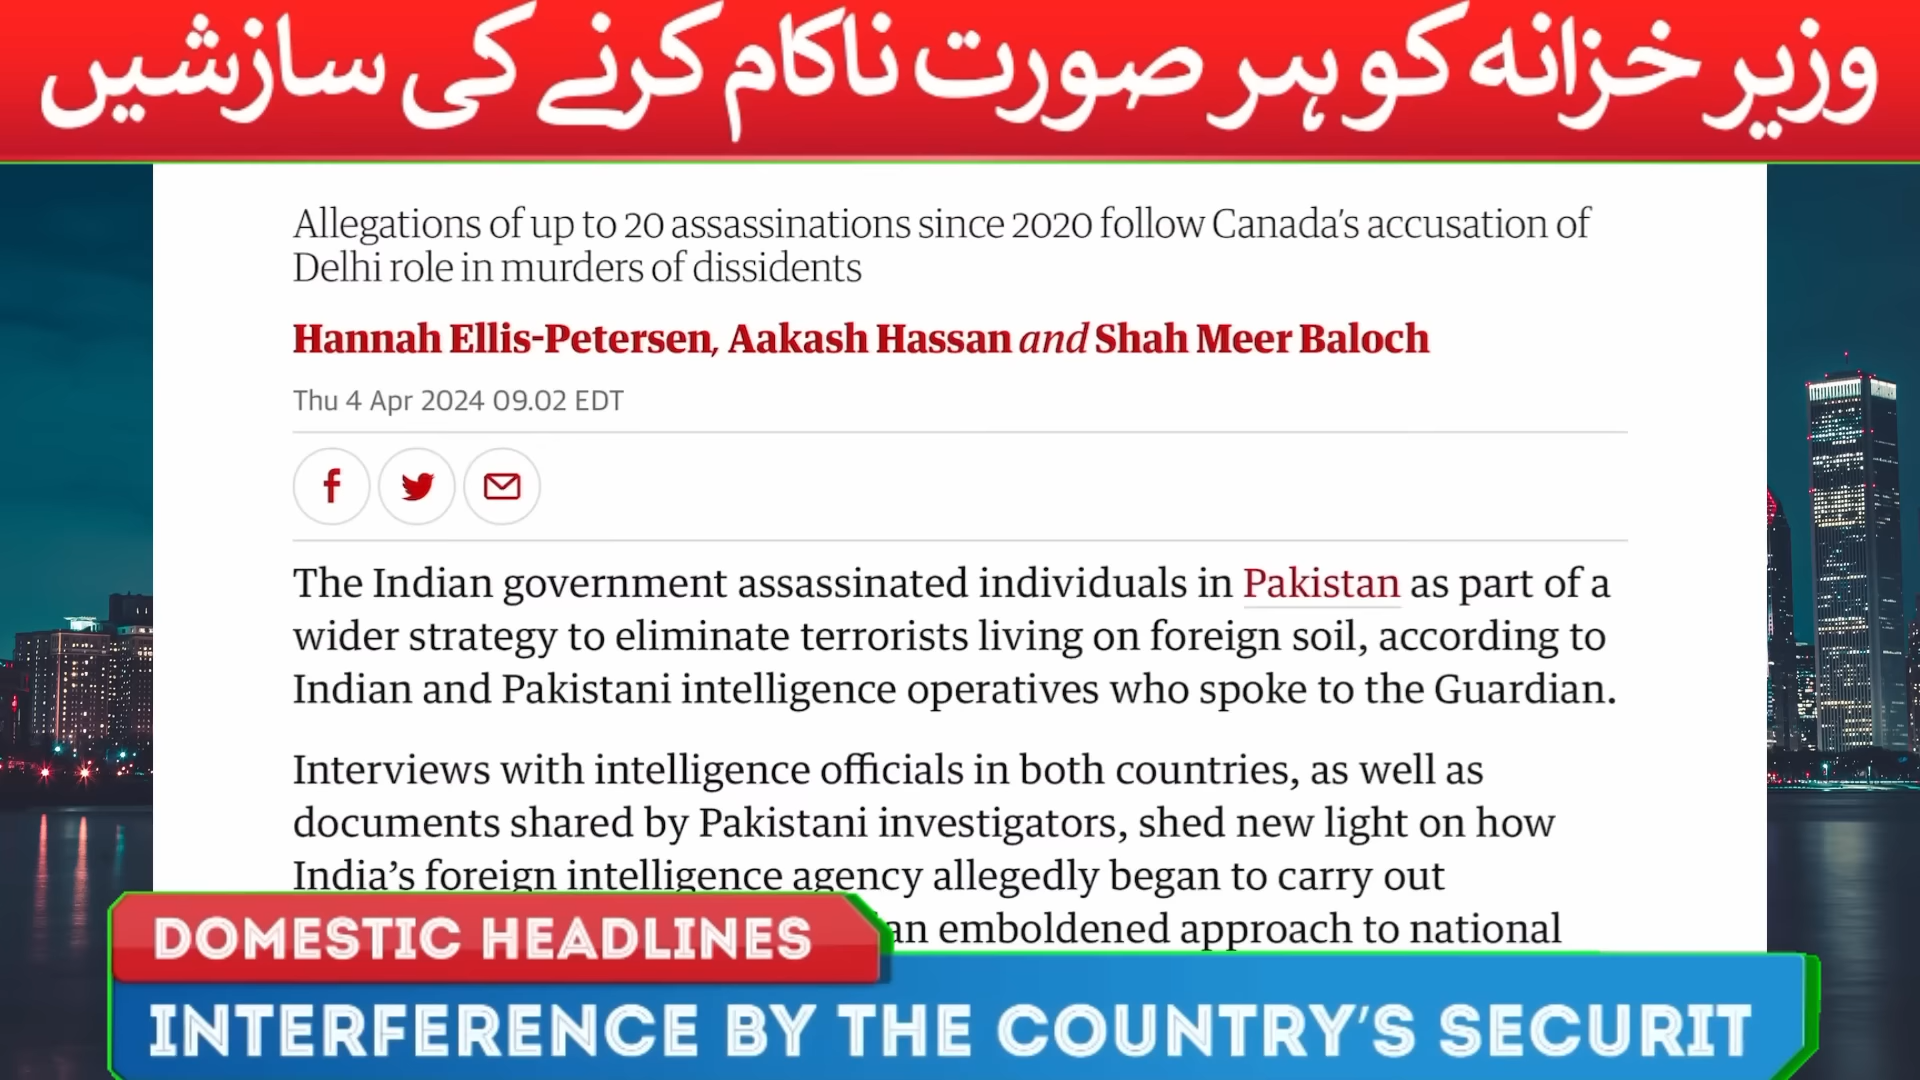 وزیر خزانہ کو ہر صورت ناکام کرنے کی سازشیں
Allegations of up to 20 assassinations since 2020 follow Canada's accusation of
Delhi role in murders of dissidents
Hannah Ellis-Petersen, Aakash Hassan and Shah Meer Baloch
Thu 4 Apr 2024 09.02 EDT
The Indian government assassinated individuals in Pakistan as part of a
wider strategy to eliminate terrorists living on foreign soil, according to
Indian and Pakistani intelligence operatives who spoke to the Guardian.
Interviews with intelligence officials in both countries, as well as
documents shared by Pakistani investigators, shed new light on how
India’s foreign intelligence agency allegedly began to carry out
an emboldened approach to national
DOMESTIC HEADLINES
INTERFERENCE BY THE COUNTRY’S SECURIT